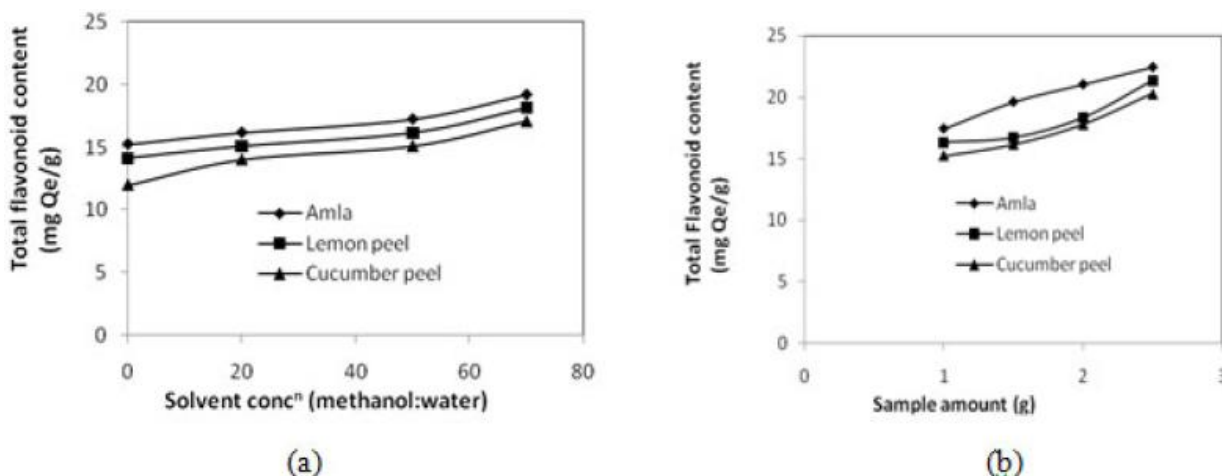 Total flavonoid content
(mg Qe/g)
25
20
15
10
5
0
0 20 40 60 80
Solvent concⁿ (methanol:water)
Amla
Lemon peel
Cucumber peel
(a)
Total Flavonoid content
(mg Qe/g)
25
20
15
10
5
0
0 1 2 3
Sample amount (g)
Amla
Lemon peel
Cucumber peel
(b)